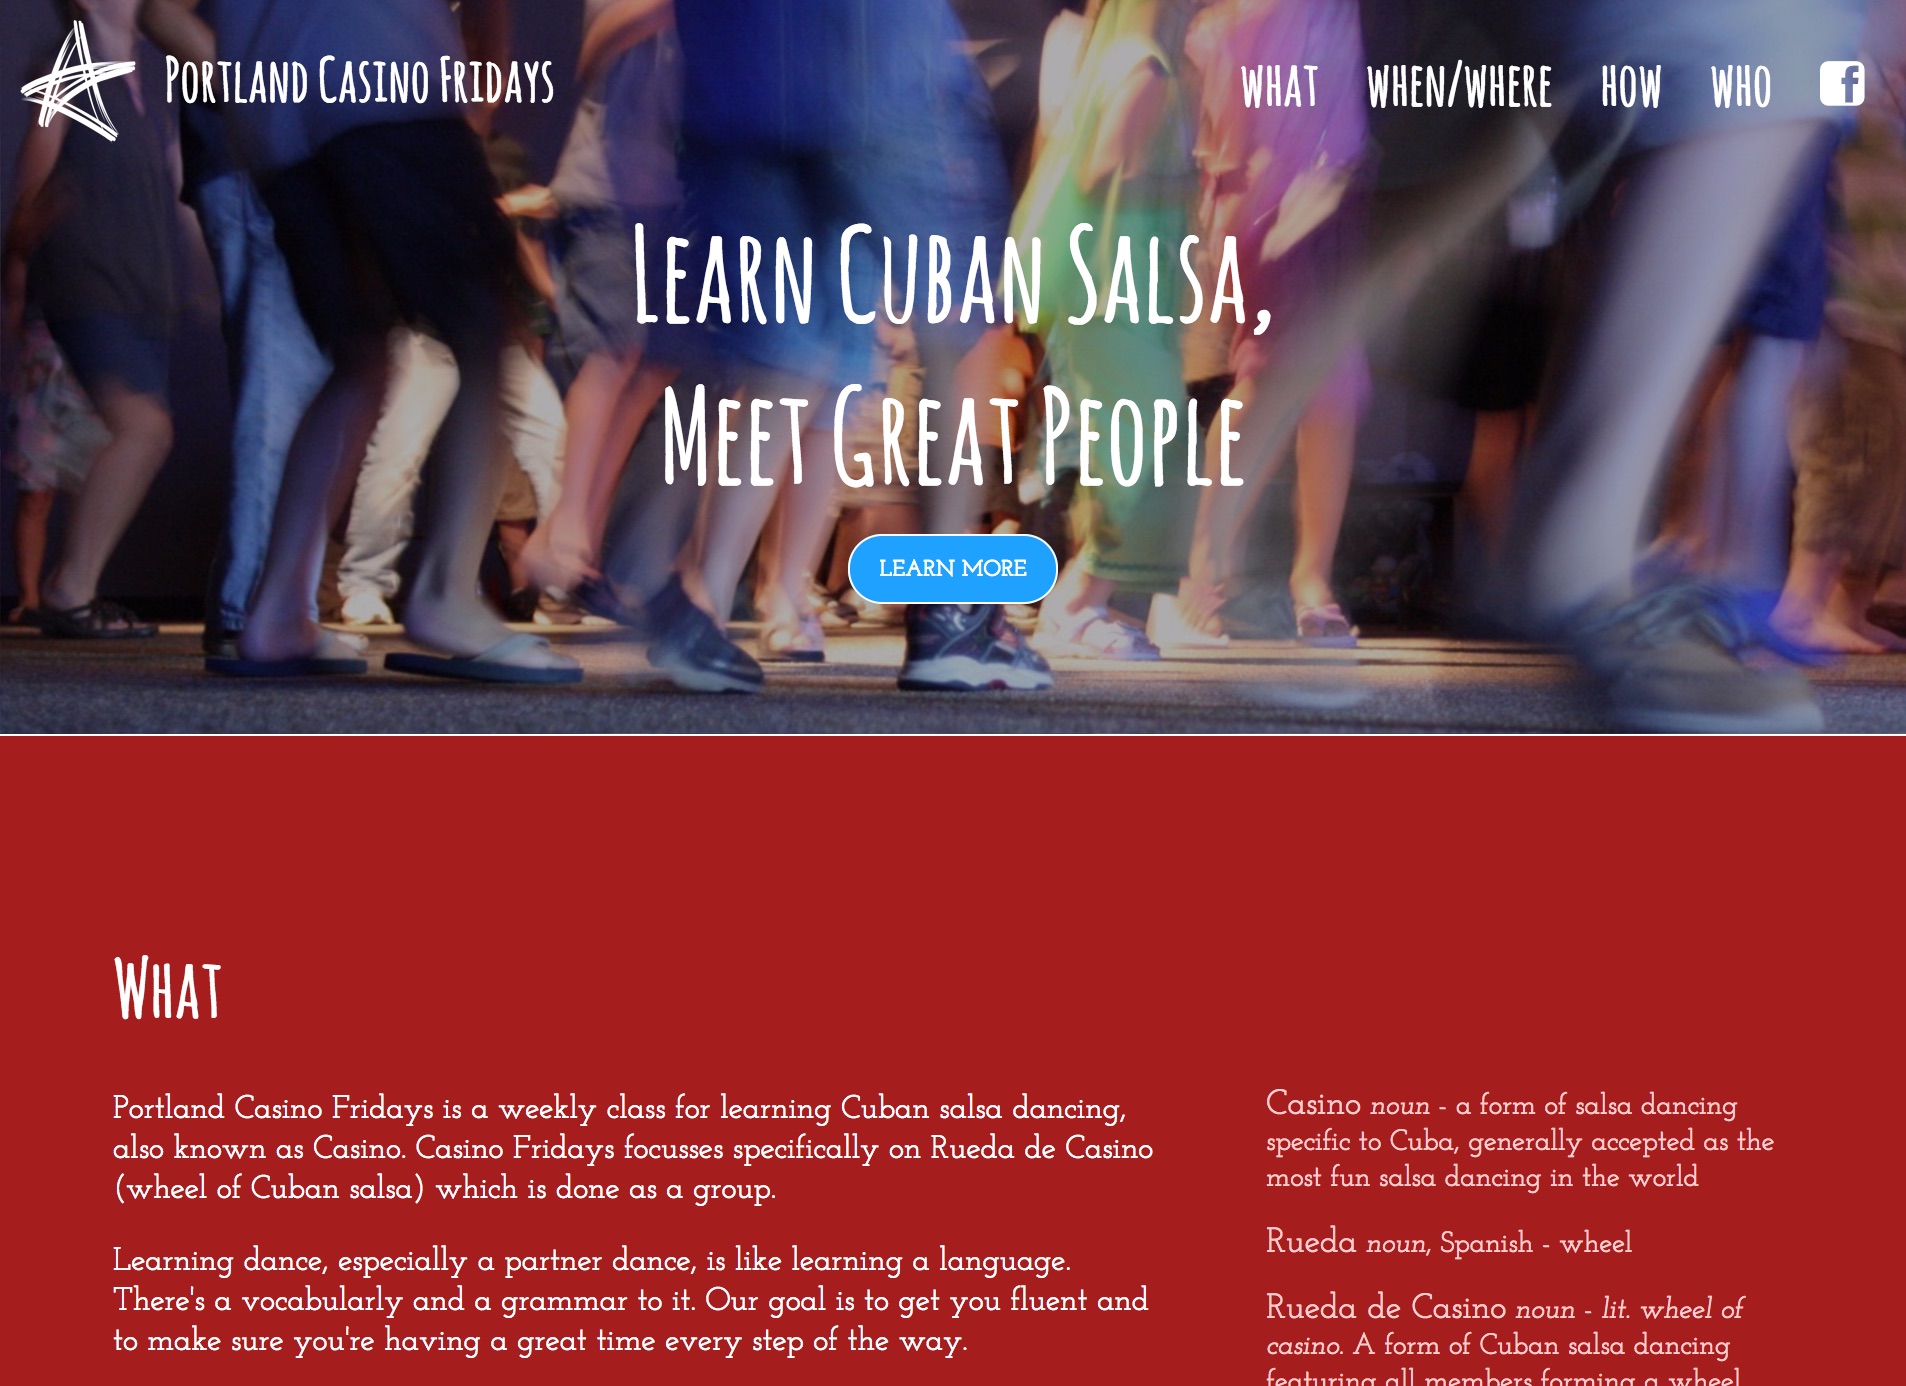 Portland Casino Fridays
WHAT WHEN/WHERE HOW WHO f
Learn Cuban Salsa,
Meet Great People
LEARN MORE
What
Portland Casino Fridays is a weekly class for learning Cuban salsa dancing,
also known as Casino. Casino Fridays focusses specifically on Rueda de Casino
(wheel of Cuban salsa) which is done as a group.
Learning dance, especially a partner dance, is like learning a language.
There's a vocabulary and a grammar to it. Our goal is to get you fluent and
to make sure you're having a great time every step of the way.
Casino noun - a form of salsa dancing
specific to Cuba, generally accepted as the
most fun salsa dancing in the world
Rueda noun, Spanish - wheel
Rueda de Casino noun - lit. wheel of
casino. A form of Cuban salsa dancing
featuring all members forming a wheel